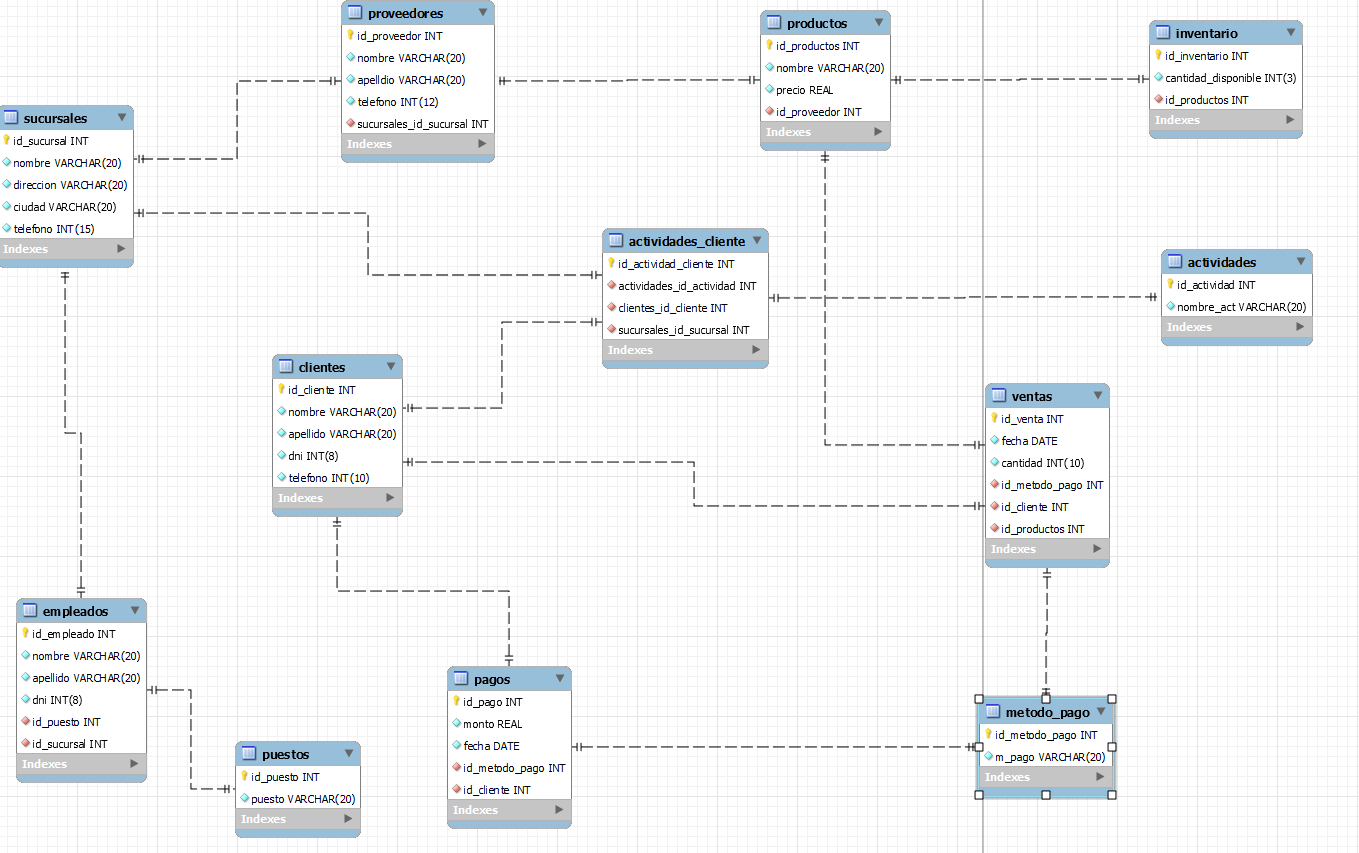 proveedores
id_proveedor INT
nombre VARCHAR(20)
apelldio VARCHAR(20)
telefono INT(12)
sucursales_id_sucursal INT
Indexes
productos
id_productos INT
nombre VARCHAR(20)
precio REAL
id_proveedor INT
Indexes
inventario
id_inventario INT
cantidad_disponible INT(3)
id_productos INT
Indexes
sucursales
id_sucursal INT
nombre VARCHAR(20)
direccion VARCHAR(20)
ciudad VARCHAR(20)
telefono INT(15)
Indexes
actividades_cliente
id_actividad_cliente INT
actividades_id_actividad INT
clientes_id_cliente INT
sucursales_id_sucursal INT
Indexes
actividades
id_actividad INT
nombre_act VARCHAR(20)
Indexes
clientes
id_cliente INT
nombre VARCHAR(20)
apellido VARCHAR(20)
dni INT(8)
telefono INT(10)
Indexes
ventas
id_venta INT
fecha DATE
cantidad INT(10)
id_metodo_pago INT
id_cliente INT
id_productos INT
Indexes
empleados
id_empleado INT
nombre VARCHAR(20)
apellido VARCHAR(20)
dni INT(8)
id_puesto INT
id_sucursal INT
Indexes
puestos
id_puesto INT
puesto VARCHAR(20)
Indexes
pagos
id_pago INT
monto REAL
fecha DATE
id_metodo_pago INT
id_cliente INT
Indexes
metodo_pago
id_metodo_pago INT
m_pago VARCHAR(20)
Indexes